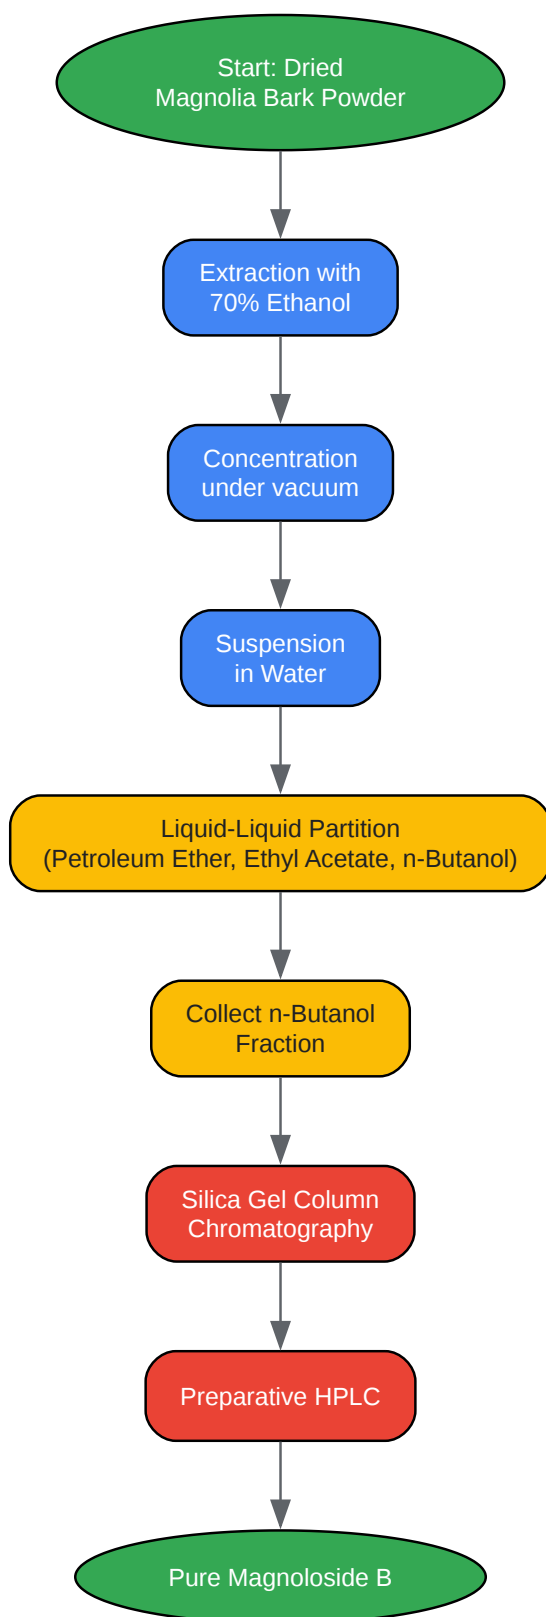 Start: Dried
Magnolia Bark Powder
Extraction with
70% Ethanol
Concentration
under vacuum
Suspension
in Water
Liquid-Liquid Partition
(Petroleum Ether, Ethyl Acetate, n-Butanol)
Collect n-Butanol
Fraction
Silica Gel Column
Chromatography
Preparative HPLC
Pure Magnoloside B